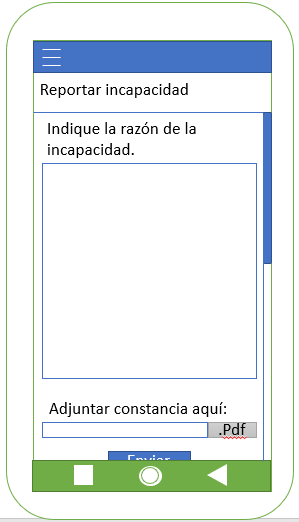 Reportar incapacidad
Indique la razón de la
incapacidad.
Adjuntar constancia aquí:
.Pdf
Enviar